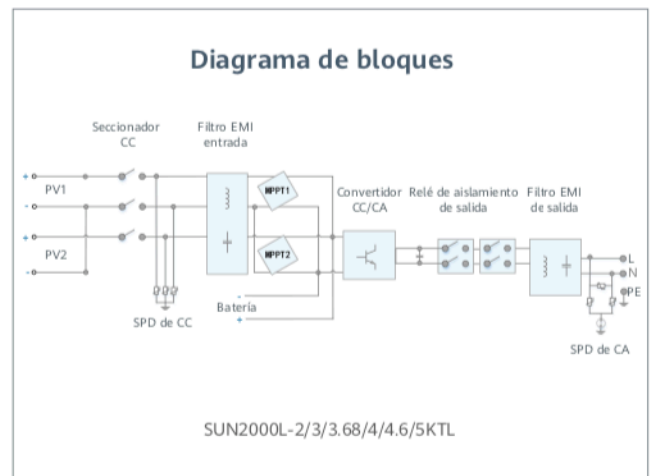 Diagrama de bloques
Seccionador
CC
Filtro EMI
entrada
+
PV1
-
+
PV2
-
MPPT1
MPPT2
Convertidor
CC/CA
Relé de aislamiento
de salida
Filtro EMI
de salida
L
N
PE
-
Batería
+
SPD de CC
SPD de CA
SUN2000L-2/3/3.68/4/4.6/5KTL